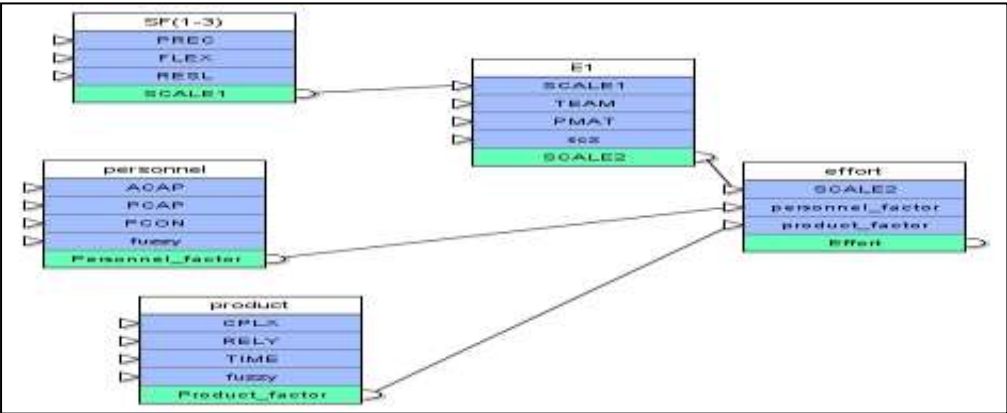 SF(1-3)
PREC
FLEX
RESL
SCALE1
E1
SCALE1
TEAM
PMAT
SCALE2
personnel
ACAP
PCAP
PCON
fuzzy
Personnel_factor
effort
SCALE2
personnel_factor
product_factor
Effort
product
CPLX
RELY
TIME
fuzzy
Product_factor